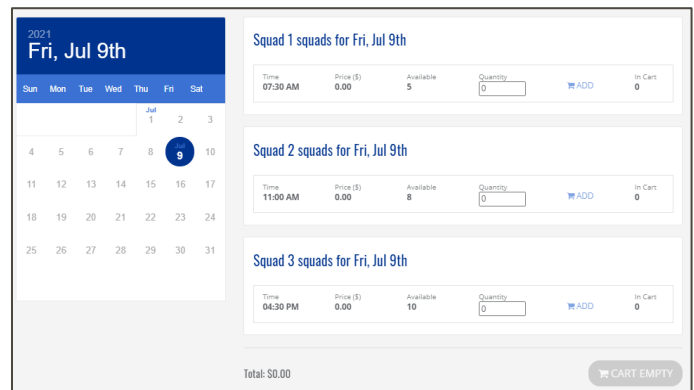 2021
Fri, Jul 9th
Sun Mon Tue Wed Thu Fri Sat
Jul
1 2 3
4 5 6 7 8 Jul 9 10
11 12 13 14 15 16 17
18 19 20 21 22 23 24
25 26 27 28 29 30 31
Squad 1 squads for Fri, Jul 9th
Time Price ($) Available Quantity In Cart
07:30 AM 0.00 5 0 ADD 0
Squad 2 squads for Fri, Jul 9th
Time Price ($) Available Quantity In Cart
11:00 AM 0.00 8 0 ADD 0
Squad 3 squads for Fri, Jul 9th
Time Price ($) Available Quantity In Cart
04:30 PM 0.00 10 0 ADD 0
Total: $0.00
CART EMPTY